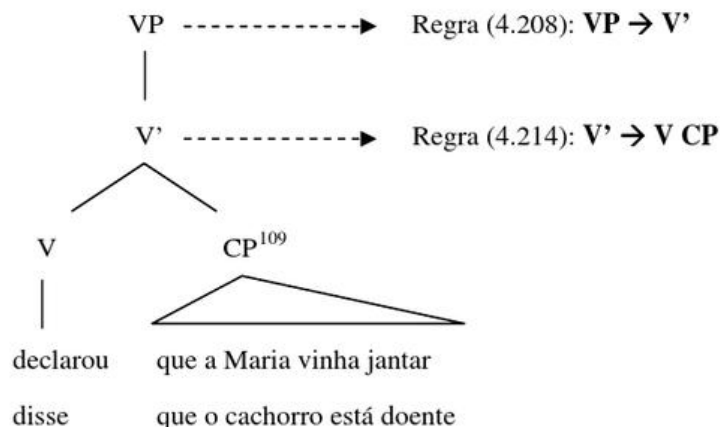 VP Regra (4.208): VP → V’
V’ Regra (4.214): V’ → V CP
V CP109
declarou que a Maria vinha jantar
disse que o cachorro está doente